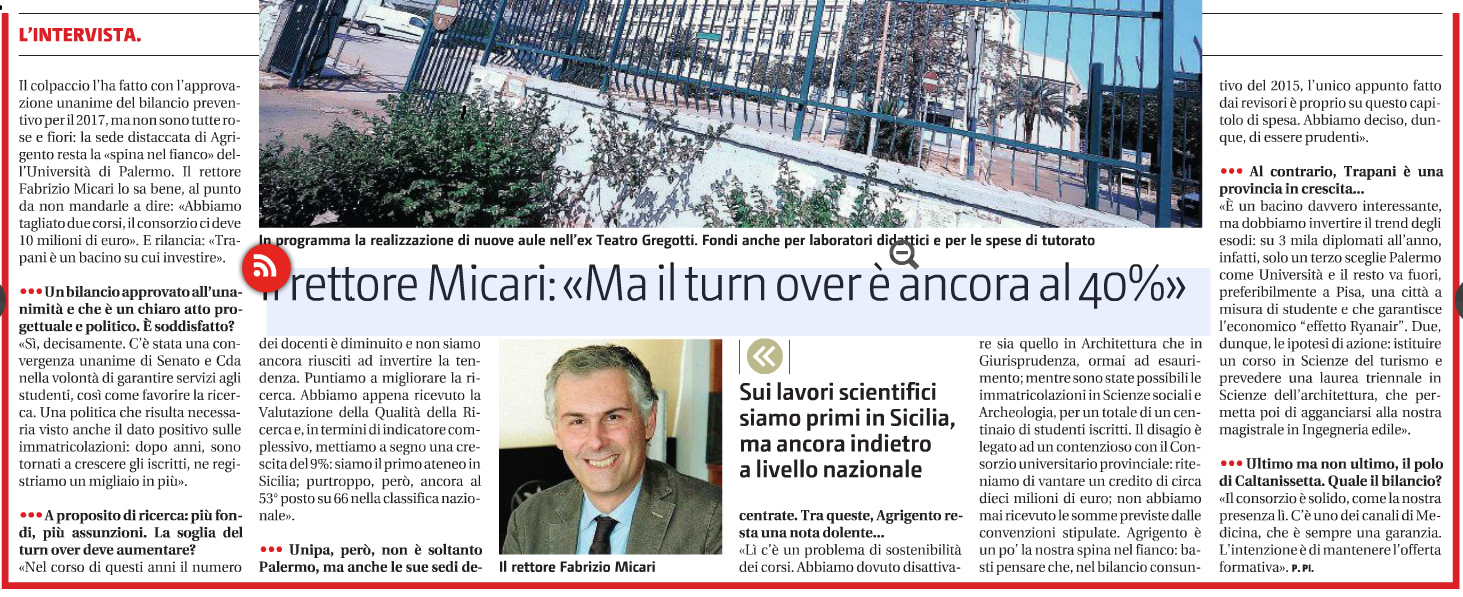 L'INTERVISTA.
In programma la realizzazione di nuove aule nell'ex Teatro Gregotti. Fondi anche per laboratori didattici e per le spese di tutorato
Il rettore Micari: «Ma il turn over è ancora al 40%»
Il colpaccio l'ha fatto con l'approva-
zione unanime del bilancio preven-
tivo per il 2017, ma non sono tutte ro-
se e fiori: la sede distaccata di Agri-
gento resta la «spina nel fianco» del-
l'Università di Palermo. Il rettore
Fabrizio Micari lo sa bene, al punto
da non mandarle a dire: «Abbiamo
tagliato due corsi, il consorzio ci deve
10 milioni di euro». E rilancia: «Tra-
pani è un bacino su cui investire».
••• Un bilancio approvato all'una-
nimità e che è un chiaro atto pro-
gettuale e politico. È soddisfatto?
«Sì, decisamente. C'è stata una con-
vergenza unanime di Senato e Cda
nella volontà di garantire servizi agli
studenti, così come favorire la ricer-
ca. Una politica che risulta necessa-
ria visto anche il dato positivo sulle
immatricolazioni: dopo anni, sono
tornati a crescere gli iscritti, ne regi-
striamo un migliaio in più».
••• A proposito di ricerca: più fon-
di, più assunzioni. La soglia del
turn over deve aumentare?
«Nel corso di questi anni il numero
dei docenti è diminuito e non siamo
ancora riusciti ad invertire la ten-
denza. Puntiamo a migliorare la ri-
cerca. Abbiamo appena ricevuto la
Valutazione della Qualità della Ri-
cerca e, in termini di indicatore com-
plessivo, mettiamo a segno una cre-
scita del 9%: siamo il primo ateneo in
Sicilia; purtroppo, però, ancora al
53° posto su 66 nella classifica nazio-
nale».
••• Unipa, però, non è soltanto
Palermo, ma anche le sue sedi de-
Il rettore Fabrizio Micari
Sui lavori scientifici
siamo primi in Sicilia,
ma ancora indietro
a livello nazionale
centrate. Tra queste, Agrigento re-
sta una nota dolente...
«Lì c'è un problema di sostenibilità
dei corsi. Abbiamo dovuto disattiva-
re sia quello in Architettura che in
Giurisprudenza, ormai ad esauri-
mento; mentre sono state possibili le
immatricolazioni in Scienze sociali e
Archeologia, per un totale di un cen-
tinaio di studenti iscritti. Il disagio è
legato ad un contenzioso con il Con-
sorzio universitario provinciale: rite-
niamo di vantare un credito di circa
dieci milioni di euro; non abbiamo
mai ricevuto le somme previste dalle
convenzioni stipulate. Agrigento è
un po' la nostra spina nel fianco: ba-
sti pensare che, nel bilancio consun-
tivo del 2015, l'unico appunto fatto
dai revisori è proprio su questo capi-
tolo di spesa. Abbiamo deciso, dun-
que, di essere prudenti».
••• Al contrario, Trapani è una
provincia in crescita...
«È un bacino davvero interessante,
ma dobbiamo invertire il trend degli
esodi: su 3 mila diplomati all'anno,
infatti, solo un terzo sceglie Palermo
come Università e il resto va fuori,
preferibilmente a Pisa, una città a
misura di studente e che garantisce
l'economico “effetto Ryanair”. Due,
dunque, le ipotesi di azione: istituire
un corso in Scienze del turismo e
prevedere una laurea triennale in
Scienze dell'architettura, che per-
metta poi di agganciarsi alla nostra
magistrale in Ingegneria edile».
••• Ultimo ma non ultimo, il polo
di Caltanissetta. Quale il bilancio?
«Il consorzio è solido, come la nostra
presenza lì. C'è uno dei canali di Me-
dicina, che è sempre una garanzia.
L'intenzione è di mantenere l'offerta
formativa». P. PI.